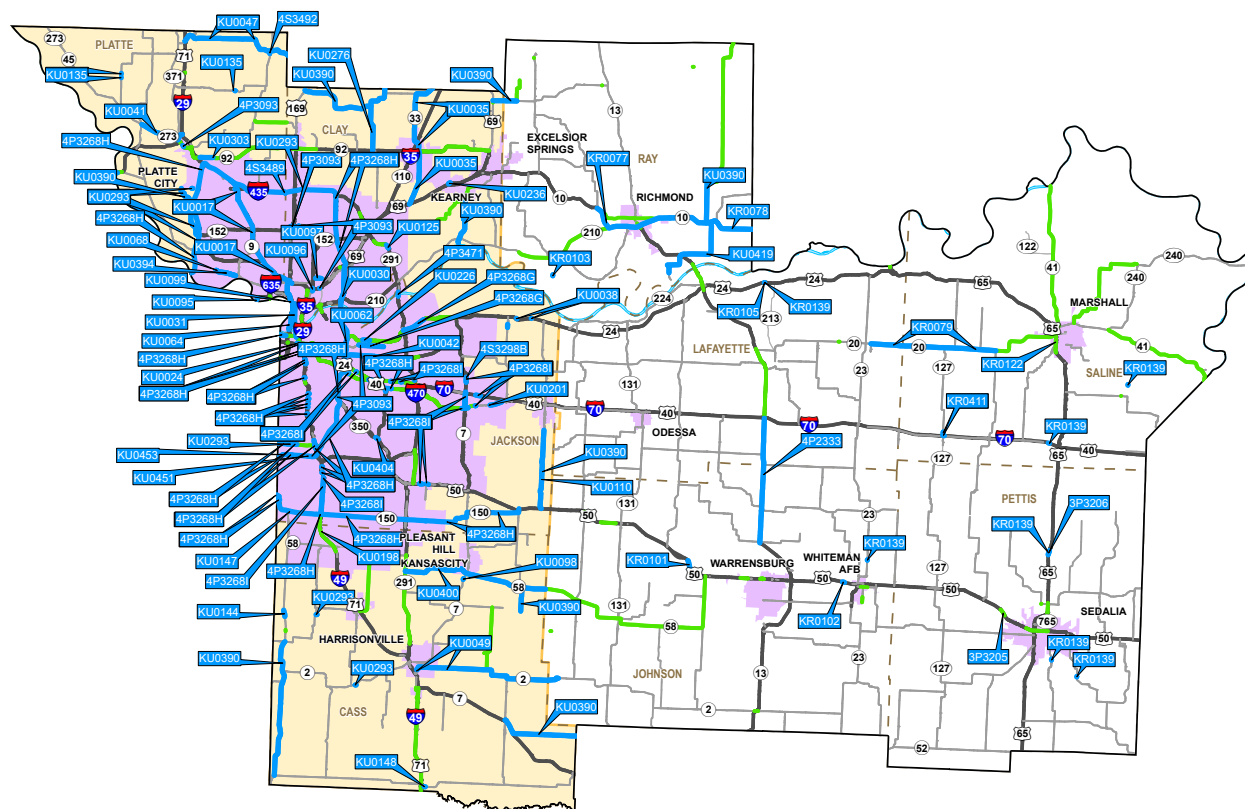 KU0047
4S3492
273
PLATTE
71
45
KU0276
KU0135
KU0135
371
KU0390
KU0390
29
4P3093
169
33
KU0035
13
KU0041
69
CLAY
EXCELSIOR
SPRINGS
273
KU0303
KU0293
4P3093
4P3268H
KR0077
RAY
4P3268H
92
92
35
PLATTE
CITY
4S3489
110
KU0035
KU0390
KU0390
435
KU0236
RICHMOND
KEARNEY
KU0293
69
10
10
KR0078
KU0017
KU0390
4P3268H
152
KU0097
152
4P3093
KU0125
210
122
KU0068
9
KU0017
KU0096
69
291
4P3471
KR0103
KU0419
41
240
240
KU0394
KU0099
635
KU0030
KU0226
4P3268G
24
24
65
KU0095
35
210
4P3268G
KU0038
224
KR0139
MARSHALL
KU0031
29
KU0062
24
KR0105
213
65
KU0064
KR0079
41
4P3268H
4P3268H
KU0042
4S3298B
LAFAYETTE
20
20
KU0024
24
4P3268H
4P3268I
4P3268I
127
KR0122
SALINE
4P3268H
40
70
131
23
KR0139
4P3268H
470
KU0201
4P3093
40
70
40
KR0411
4P3268I
4P3268I
ODESSA
70
KU0293
350
7
JACKSON
4P2333
70
KR0139
KU0453
KU0404
KU0390
127
65
40
KU0451
4P3268H
4P3268H
50
KU0110
131
PETTIS
4P3268H
4P3268I
3P3206
4P3268H
150
150
50
23
KR0139
4P3268H
4P3268H
58
PLEASANT
HILL
KR0139
KU0147
KU0198
KANSASCITY
KU0098
KR0101
WARRENSBURG
WHITEMAN
AFB
4P3268I
49
291
50
50
127
65
KU0400
58
50
KU0144
KU0293
71
7
KU0390
131
KR0102
SEDALIA
58
765
50
HARRISONVILLE
KU0049
3P3205
KR0139
KU0390
2
KU0293
2
JOHNSON
13
23
127
KR0139
CASS
7
2
49
KU0390
65
52
KU0148
71